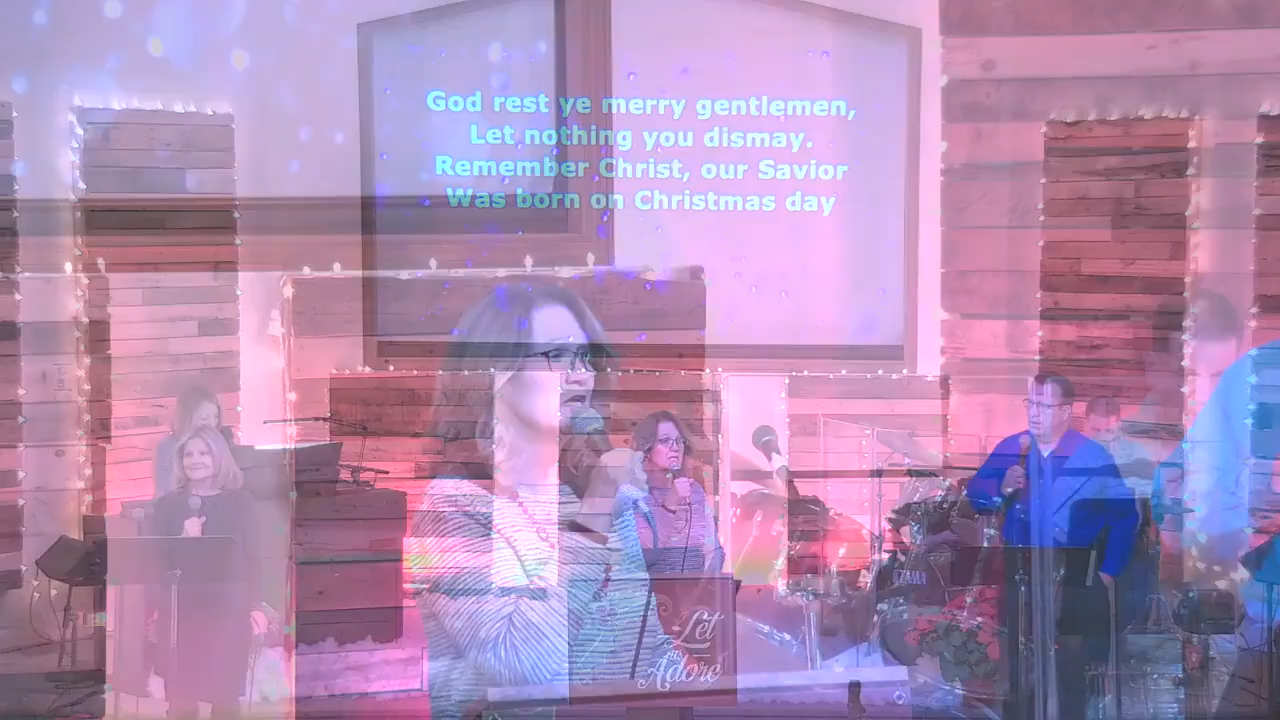 God rest ye merry gentlemen,
Let nothing you dismay.
Remember Christ, our Savior
Was born on Christmas day
TAMA
Let
us
Adore